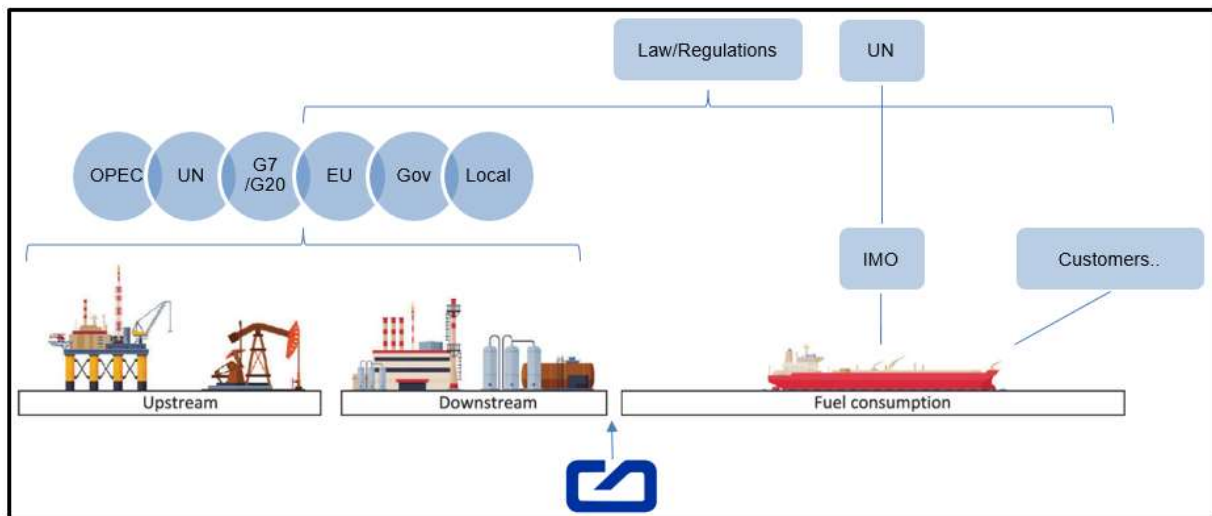 Law/Regulations
UN
OPEC
UN
G7
/G20
EU
Gov
Local
IMO
Customers..
Upstream
Downstream
Fuel consumption